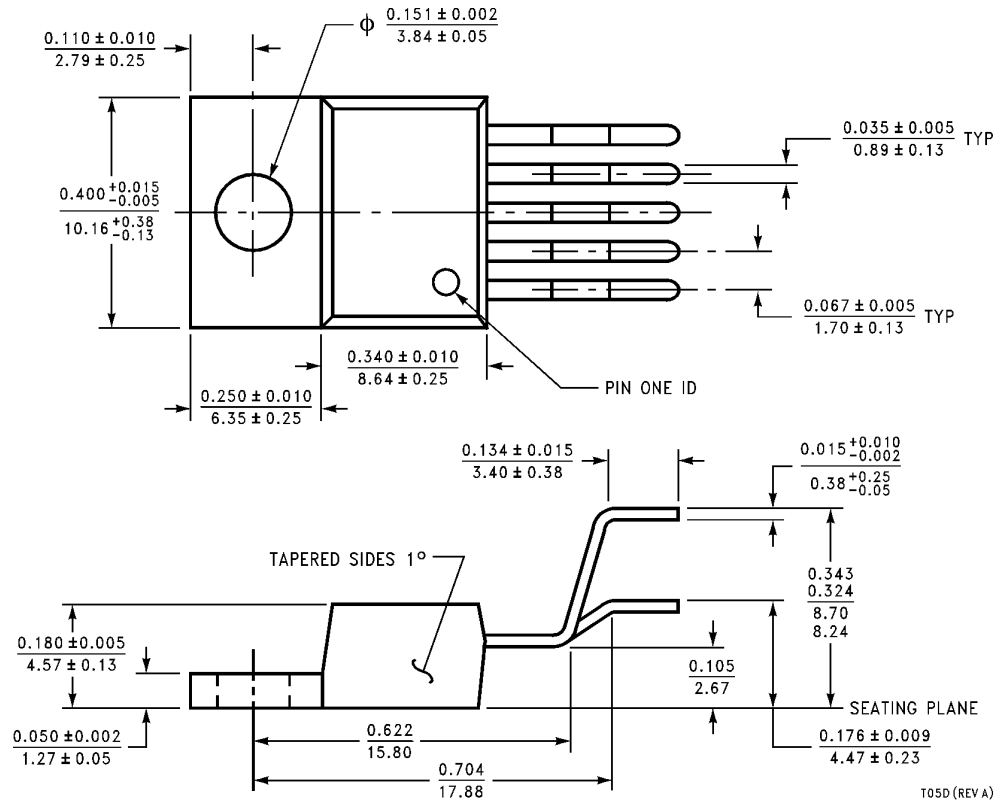 0.110 ± 0.010
2.79 ± 0.25
ϕ 0.151 ± 0.002
3.84 ± 0.05
0.035 ± 0.005 TYP
0.89 ± 0.13
0.400 +0.015 -0.005
10.16 +0.38 -0.13
0.067 ± 0.005 TYP
1.70 ± 0.13
0.340 ± 0.010
8.64 ± 0.25
PIN ONE ID
0.250 ± 0.010
6.35 ± 0.25
0.134 ± 0.015
3.40 ± 0.38
0.015 +0.010 -0.002
0.38 +0.25 -0.05
TAPERED SIDES 1°
0.343
0.324
8.70
8.24
0.180 ± 0.005
4.57 ± 0.13
0.105
2.67
SEATING PLANE
0.050 ± 0.002
1.27 ± 0.05
0.622
15.80
0.176 ± 0.009
4.47 ± 0.23
0.704
17.88
T05D (REV A)